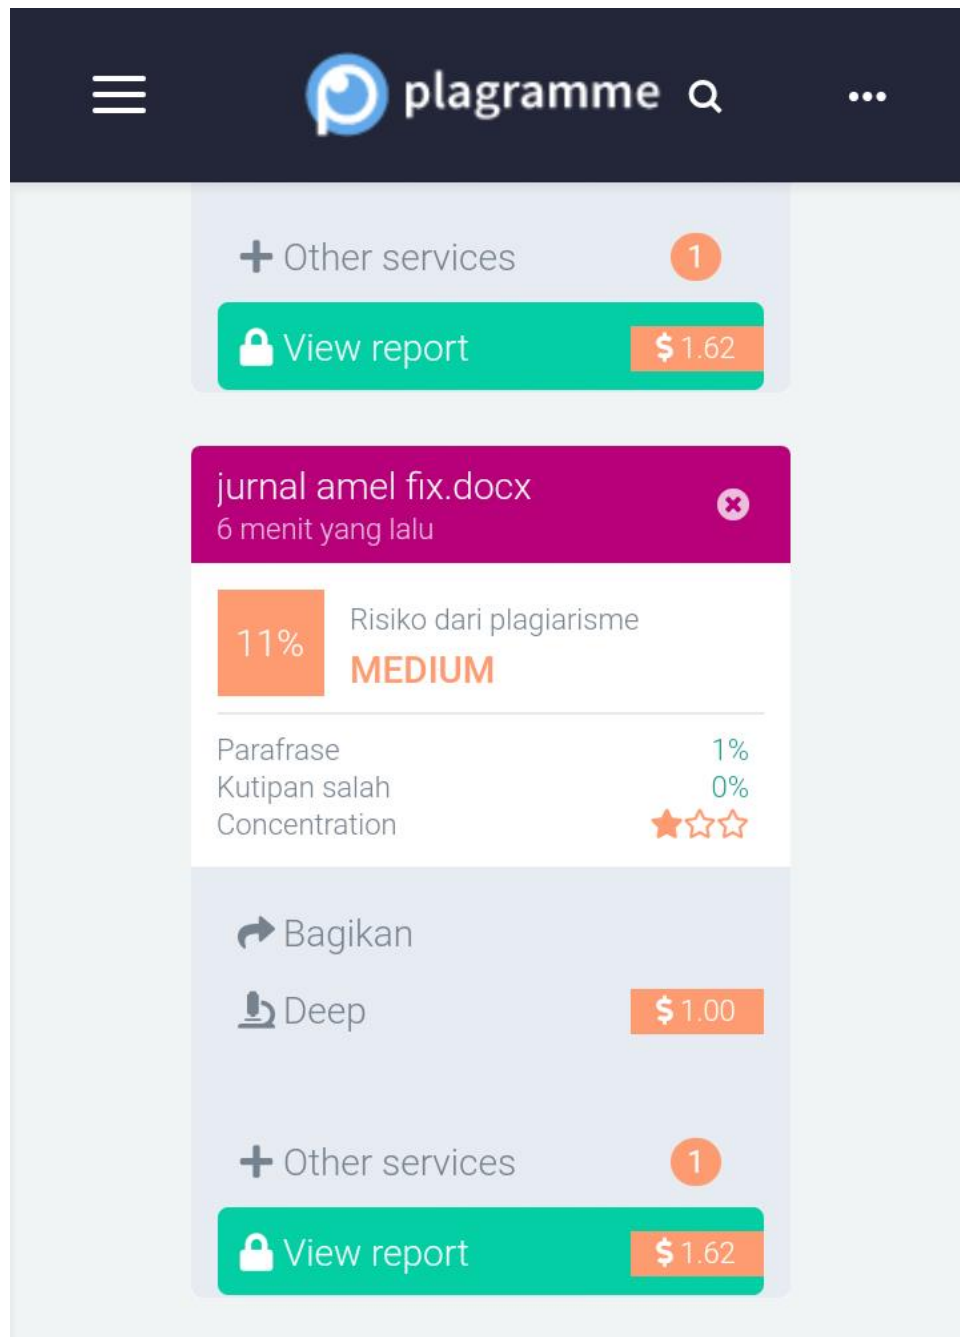 plagramme
Other services 1
View report $ 1.62
jurnal amel fix.docx
6 menit yang lalu
11%
Risiko dari plagiarisme
MEDIUM
Parafrase 1%
Kutipan salah 0%
Concentration
Bagikan
Deep $ 1.00
Other services 1
View report $ 1.62